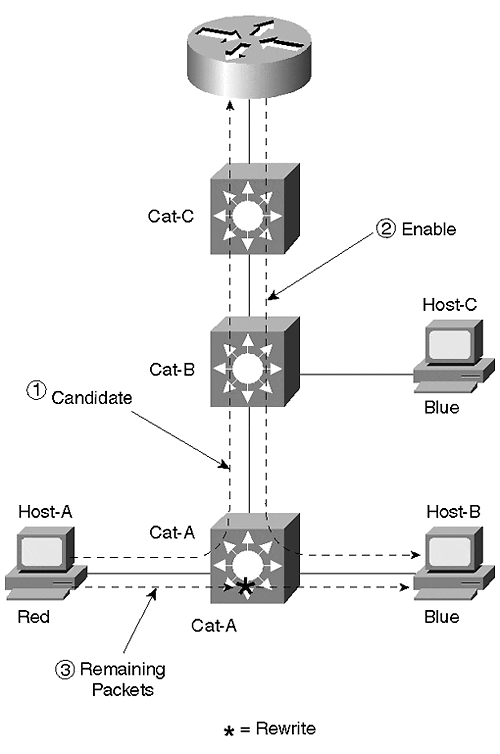 Cat-C
② Enable
Host-C
Cat-B
① Candidate
Blue
Host-A
Cat-A
Host-B
Red
Cat-A
Blue
③ Remaining
Packets
* = Rewrite